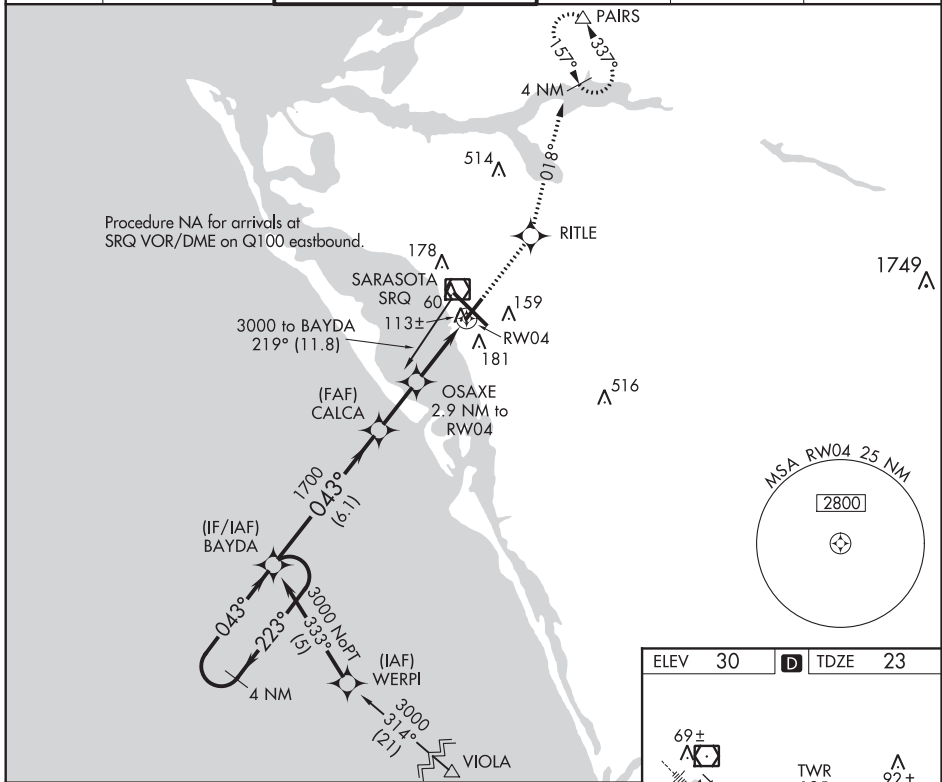 PAIRS
337°
157°
4 NM
018°
514
RITLE
Procedure NA for arrivals at
SRQ VOR/DME on Q100 eastbound.
178
SARASOTA
SRQ
60
159
1749
113±
RW04
3000 to BAYDA
219° (11.8)
181
(FAF)
CALCA
OSAXE
2.9 NM to
RW04
516
1700
043°
(6.1)
MSA RW04 25 NM
2800
(IF/IAF)
BAYDA
043°
223°
3000 NoPT
333°
(5)
(IAF)
WERPI
4 NM
3000
314°
(21)
VIOLA
ELEV 30
D
TDZE 23
69±
TWR
92±